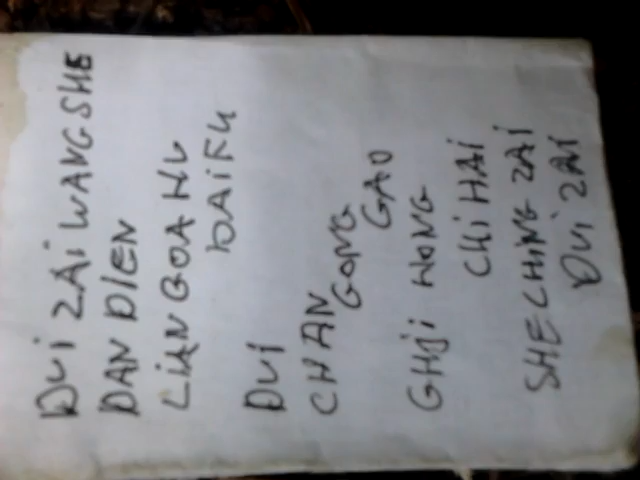 DUI ZAI WANGSHE
DAN DIEN
LIAN GOA HU
DAIFU
DUI
CHAN
GONG
GAO
GHJI HONG
CHI HAI
SHECHING ZAI
DUI ZAI